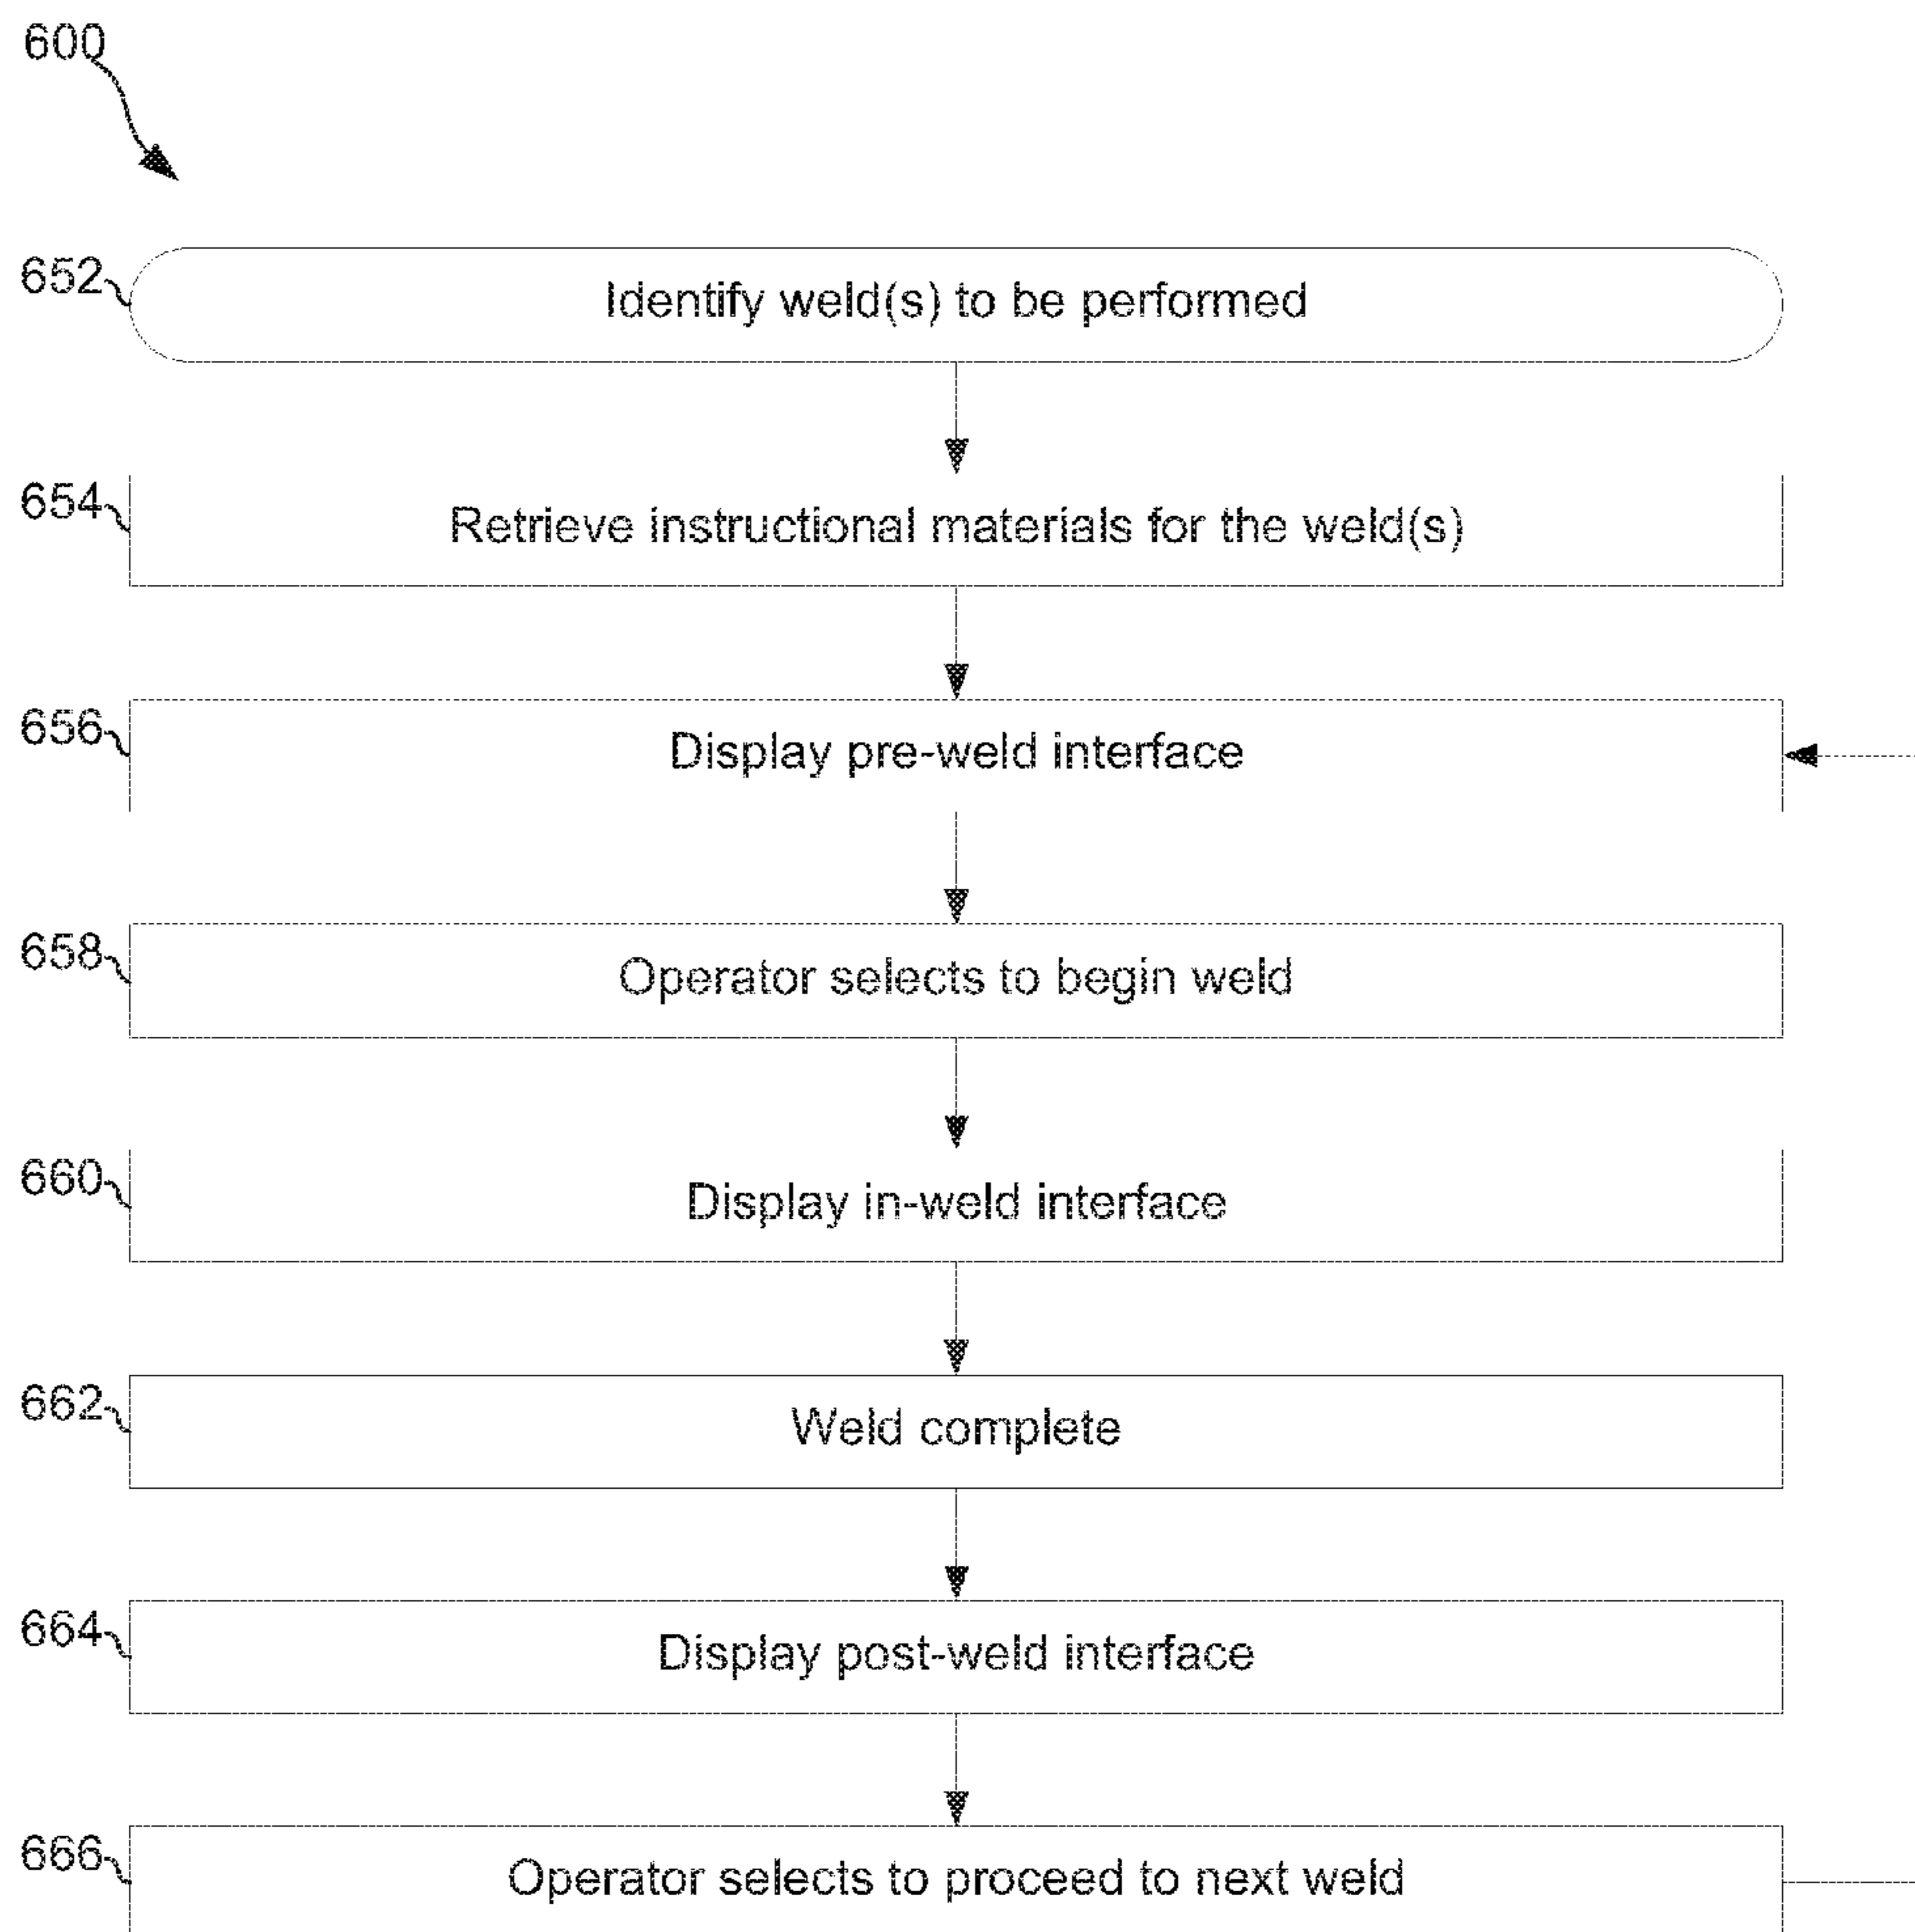 600
652 Identify weld(s) to be performed
654 Retrieve instructional materials for the weld(s)
656 Display pre-weld interface
658 Operator selects to begin weld
660 Display in-weld interface
662 Weld complete
664 Display post-weld interface
666 Operator selects to proceed to next weld